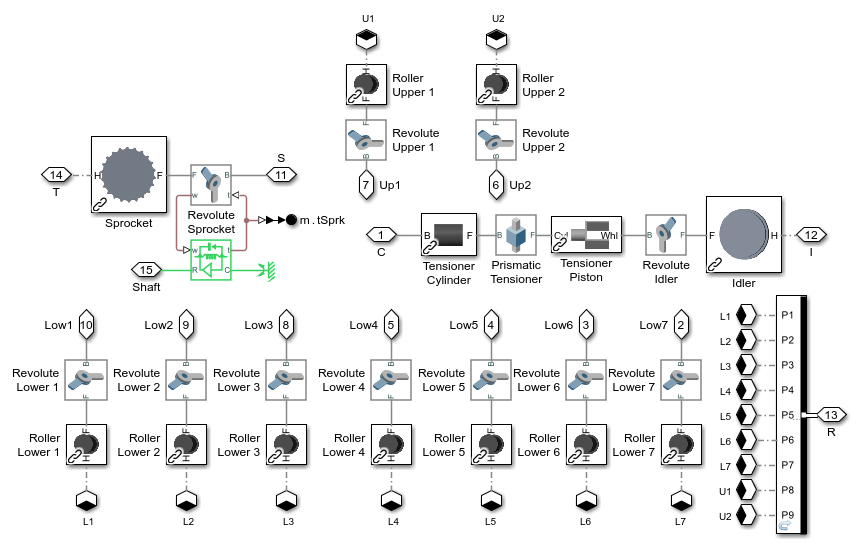 U1
U2
H
Roller
Upper 1
F
H
Roller
Upper 2
F
F
Revolute
Upper 1
B
F
Revolute
Upper 2
B
7
Up1
6
Up2
14
T
H
F
Sprocket
F
B
w
t
Revolute
Sprocket
S
11
m.tSprk
w
t
R
C
15
Shaft
1
C
B
F
Tensioner
Cylinder
B
F
Prismatic
Tensioner
Whl
Tensioner
Piston
B
F
Revolute
Idler
F
H
Idler
12
I
Low1
10
Low2
9
Low3
8
Low4
5
Low5
4
Low6
3
Low7
2
Revolute
Lower 1
B
F
Revolute
Lower 2
B
F
Revolute
Lower 3
B
F
Revolute
Lower 4
B
F
Revolute
Lower 5
B
F
Revolute
Lower 6
B
F
Revolute
Lower 7
B
F
Roller
Lower 1
F
H
Roller
Lower 2
F
H
Roller
Lower 3
F
H
Roller
Lower 4
F
H
Roller
Lower 5
F
H
Roller
Lower 6
F
H
Roller
Lower 7
F
H
L1
L2
L3
L4
L5
L6
L7
L1
P1
L2
P2
L3
P3
L4
P4
L5
P5
L6
P6
L7
P7
U1
P8
U2
P9
13
R